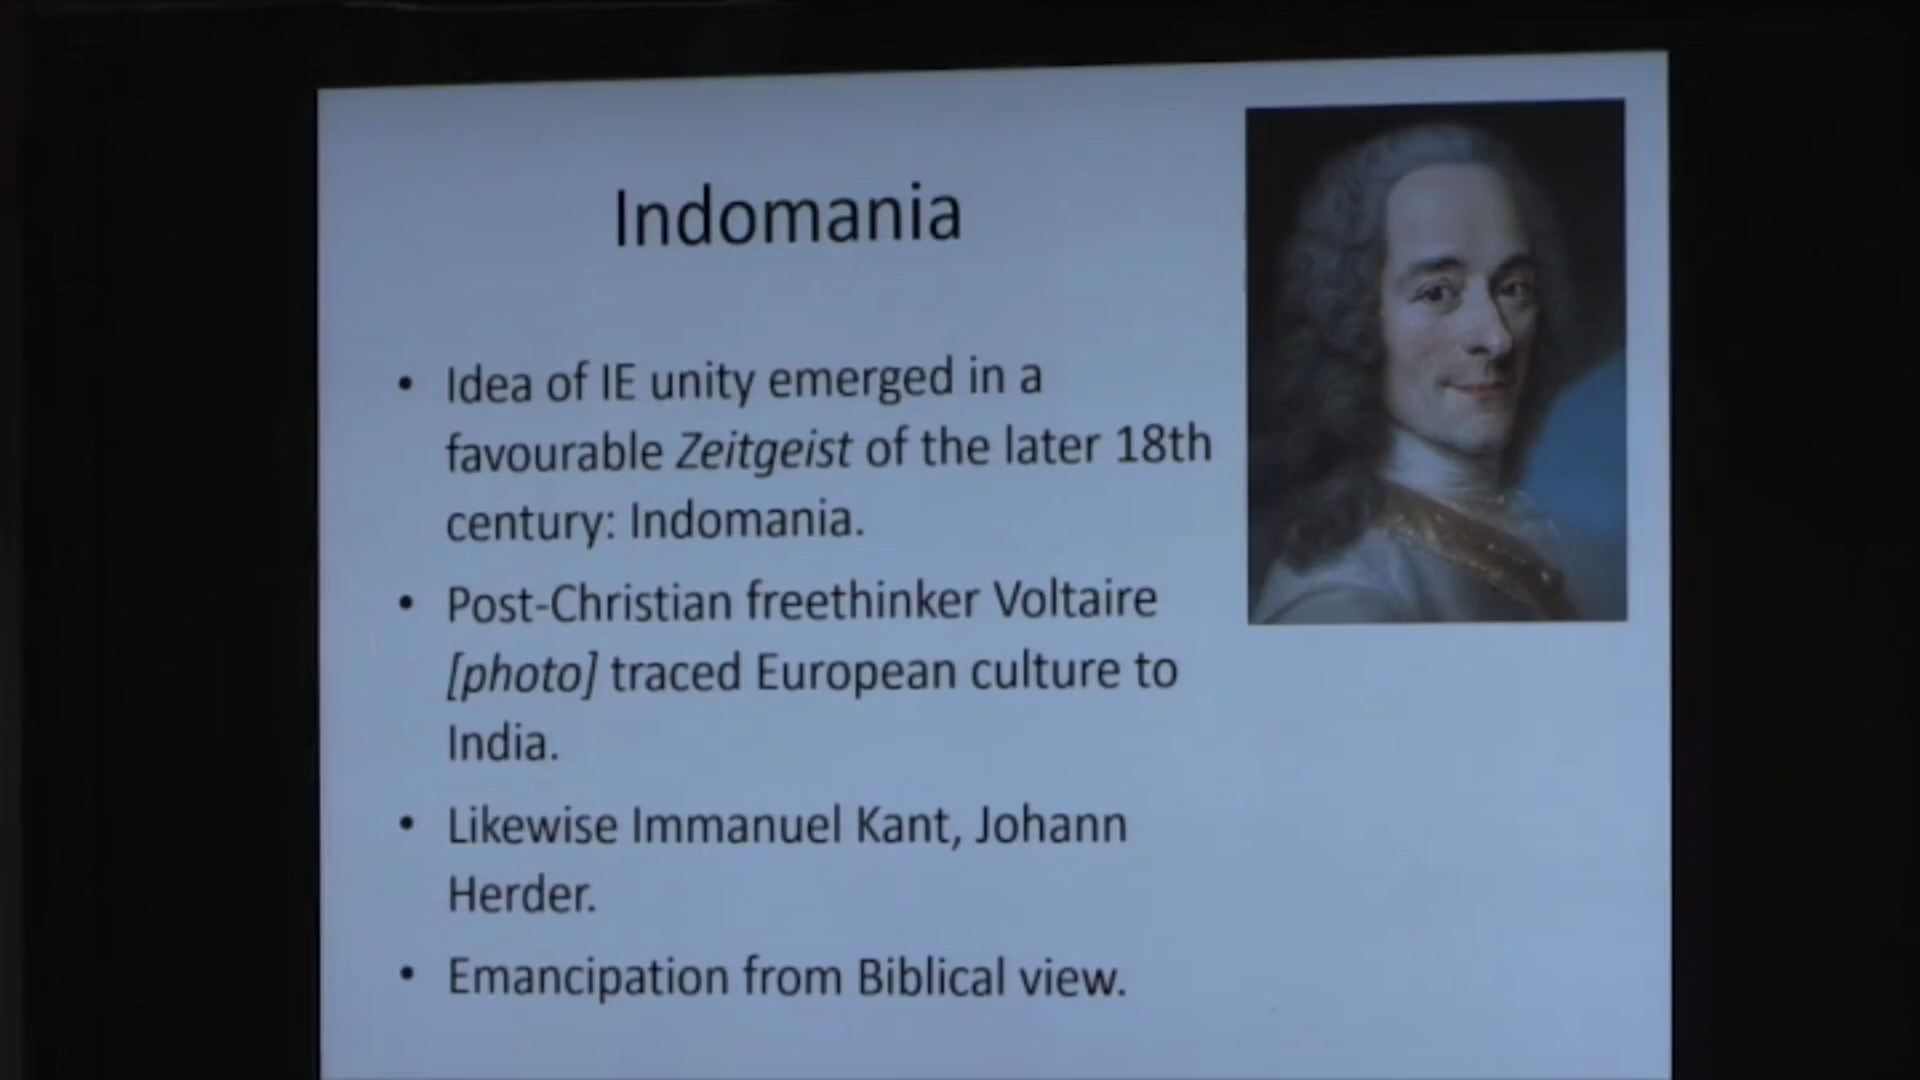 Indomania
• Idea of IE unity emerged in a
favourable Zeitgeist of the later 18th
century: Indomania.
• Post-Christian freethinker Voltaire
[photo] traced European culture to
India.
• Likewise Immanuel Kant, Johann
Herder.
• Emancipation from Biblical view.